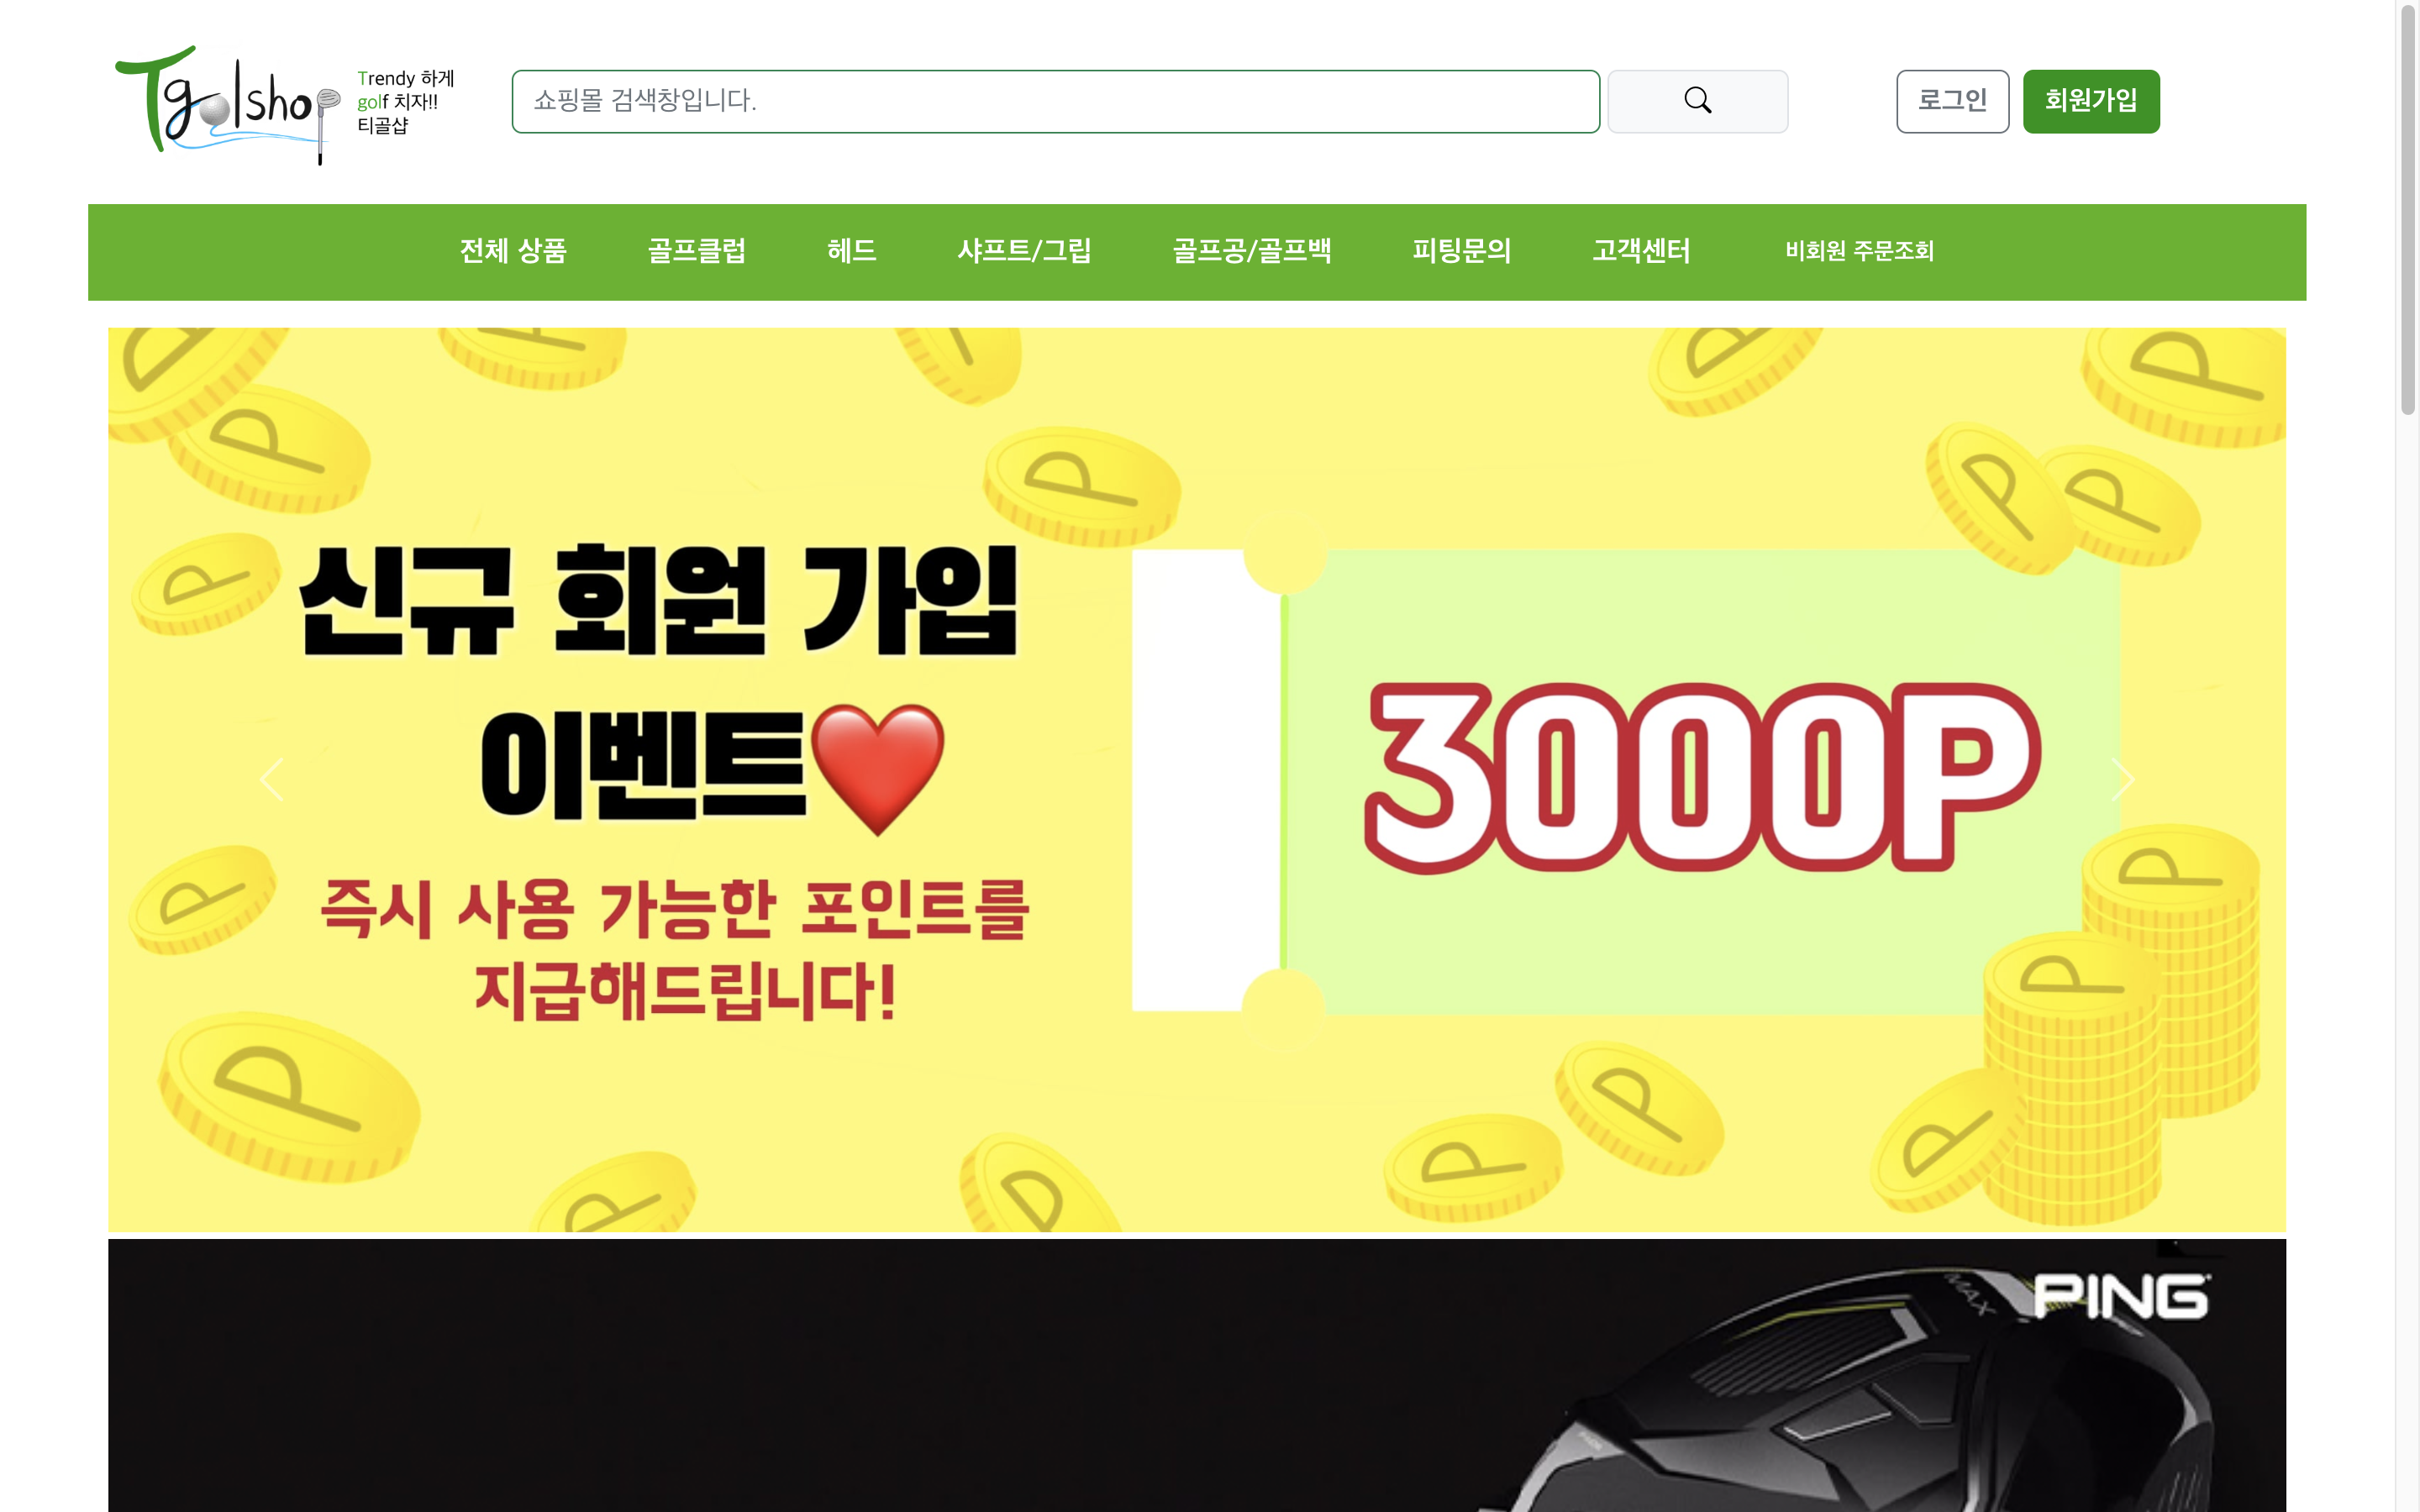 Tgolshop
Trendy 하게
golf 치자!!
티골샵
쇼핑몰 검색창입니다.
로그인
회원가입
전체 상품
골프클럽
헤드
샤프트/그립
골프공/골프백
피팅문의
고객센터
비회원 주문조회
신규 회원 가입
이벤트❤️
즉시 사용 가능한 포인트를
지급해드립니다!
3000P
PING
MAX